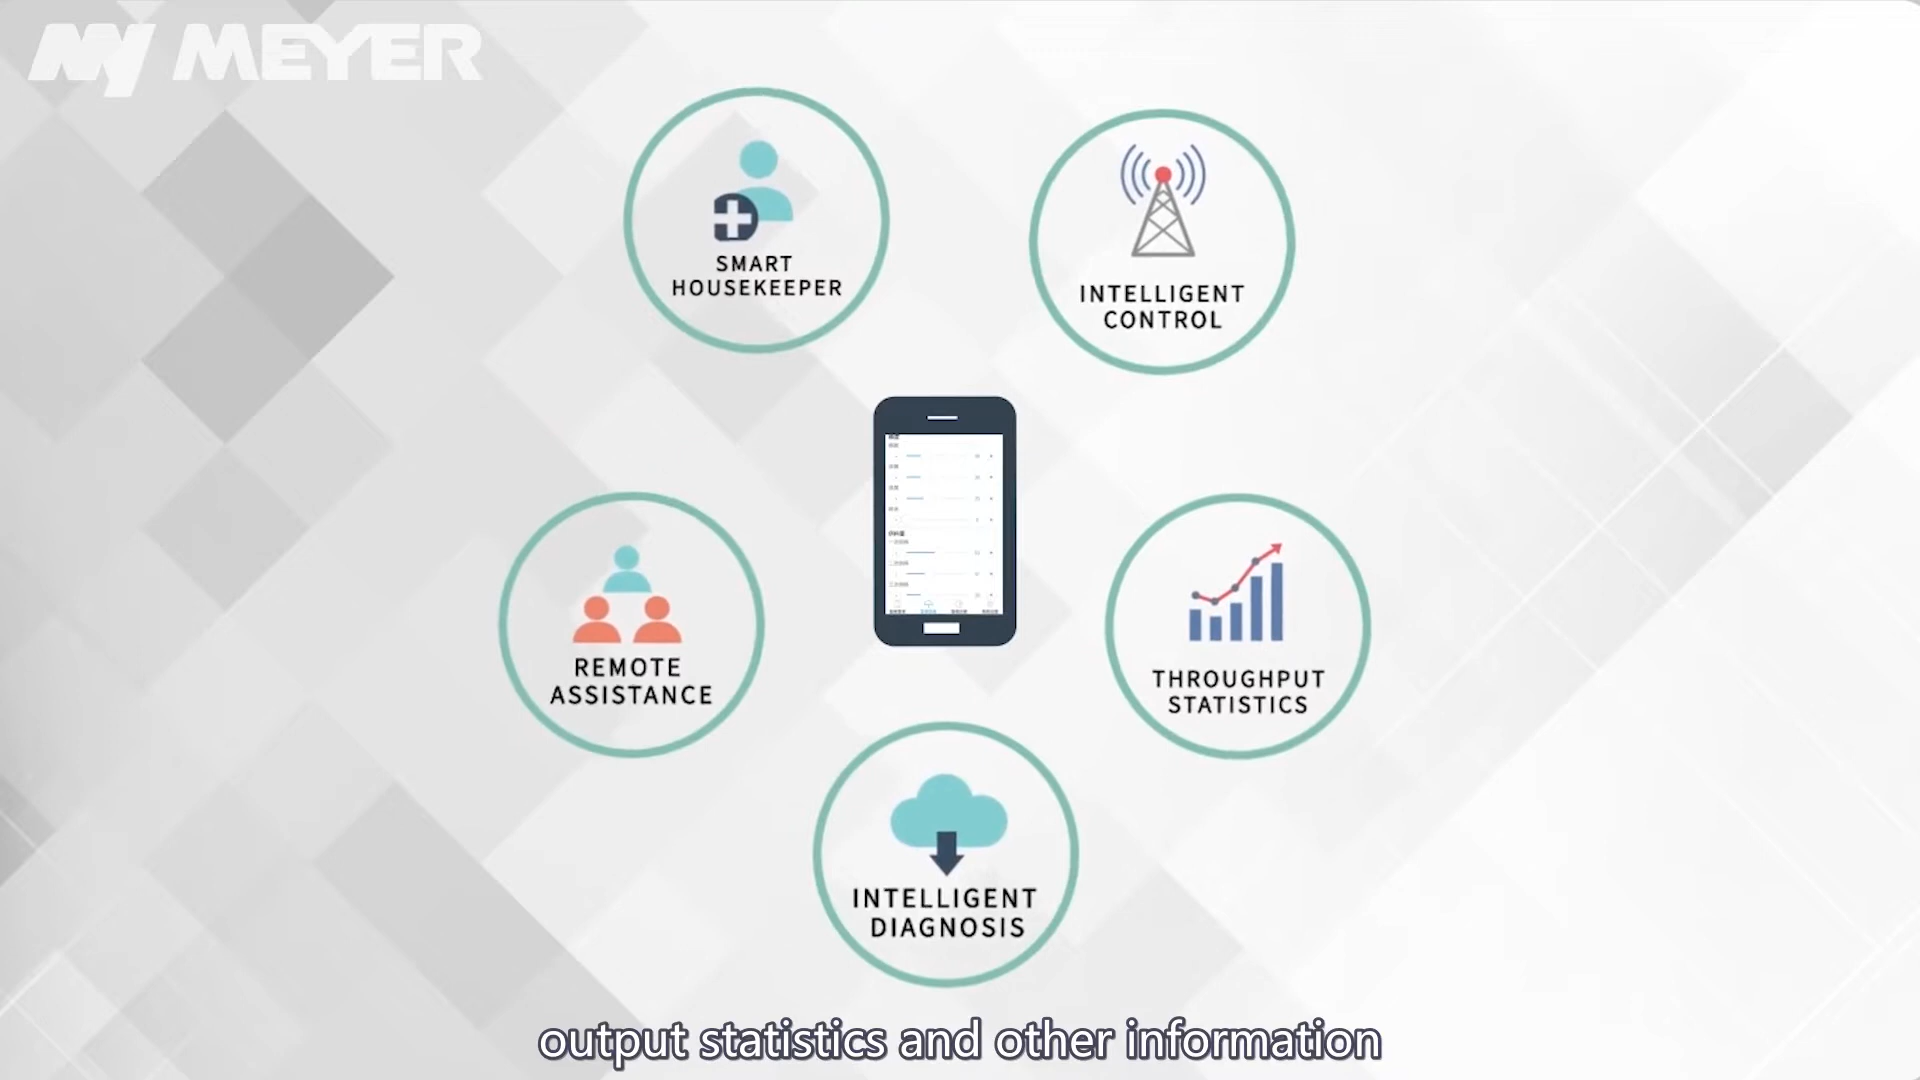 MEYER
SMART
HOUSEKEEPER
INTELLIGENT
CONTROL
REMOTE
ASSISTANCE
THROUGHPUT
STATISTICS
INTELLIGENT
DIAGNOSIS
output statistics and other information